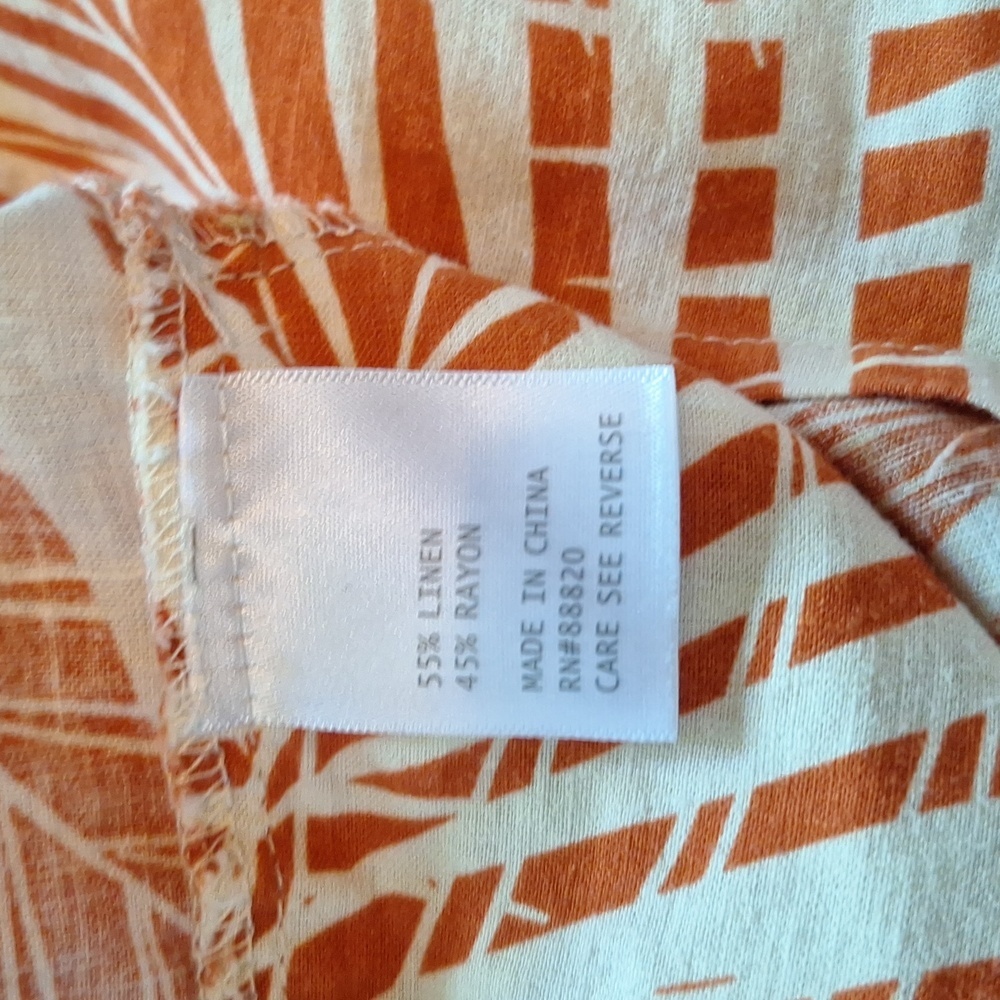 55% LINEN
45% RAYON
MADE IN CHINA
RN#88820
CARE SEE REVERSE